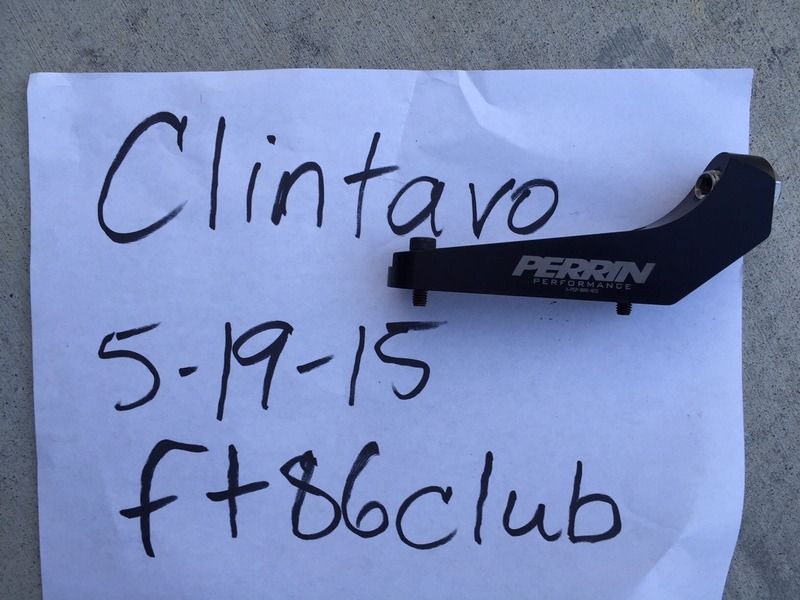 Clintavo
PERRIN
PERFORMANCE
5-19-15
ft86club